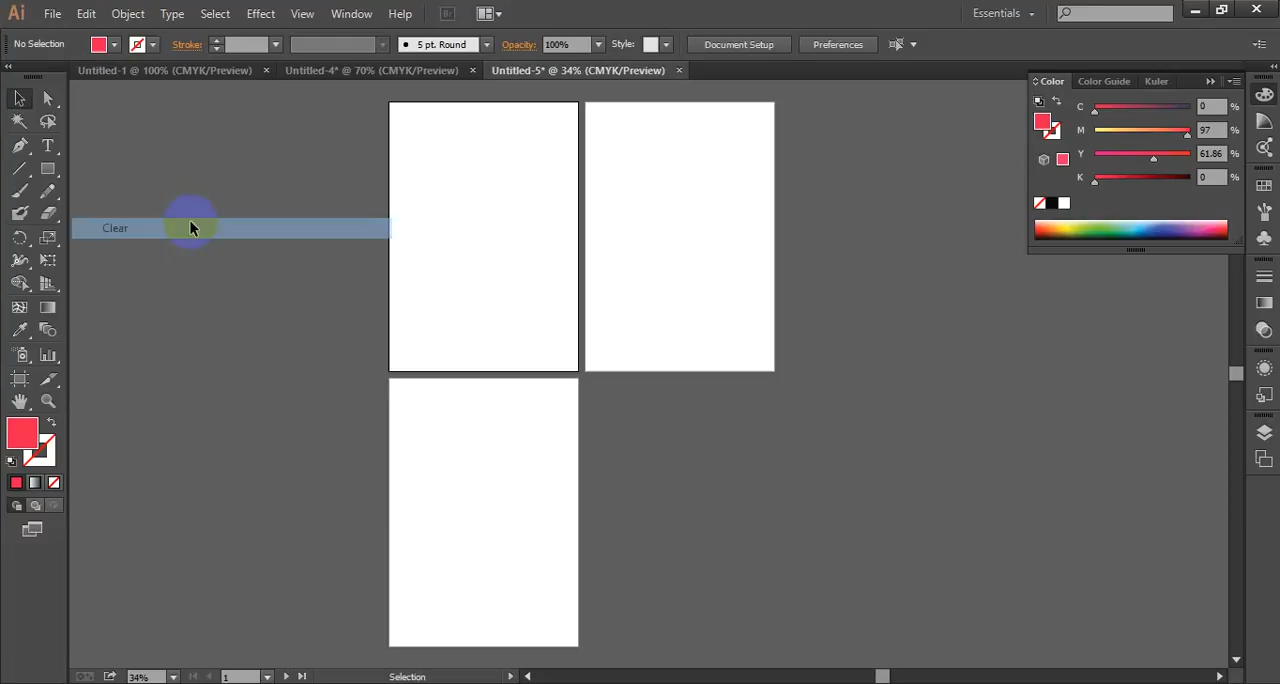 Ai File Edit Object Type Select Effect View Window Help Br Essentials
No Selection Stroke: 5 pt. Round Opacity: 100% Style: Document Setup Preferences
Untitled-1 @ 100% (CMYK/Preview) × Untitled-4* @ 70% (CMYK/Preview) × Untitled-5* @ 34% (CMYK/Preview) ×
Color Color Guide Kuler
C 0 %
M 97 %
Y 61.86 %
K 0 %
Clear
34% 1 Selection